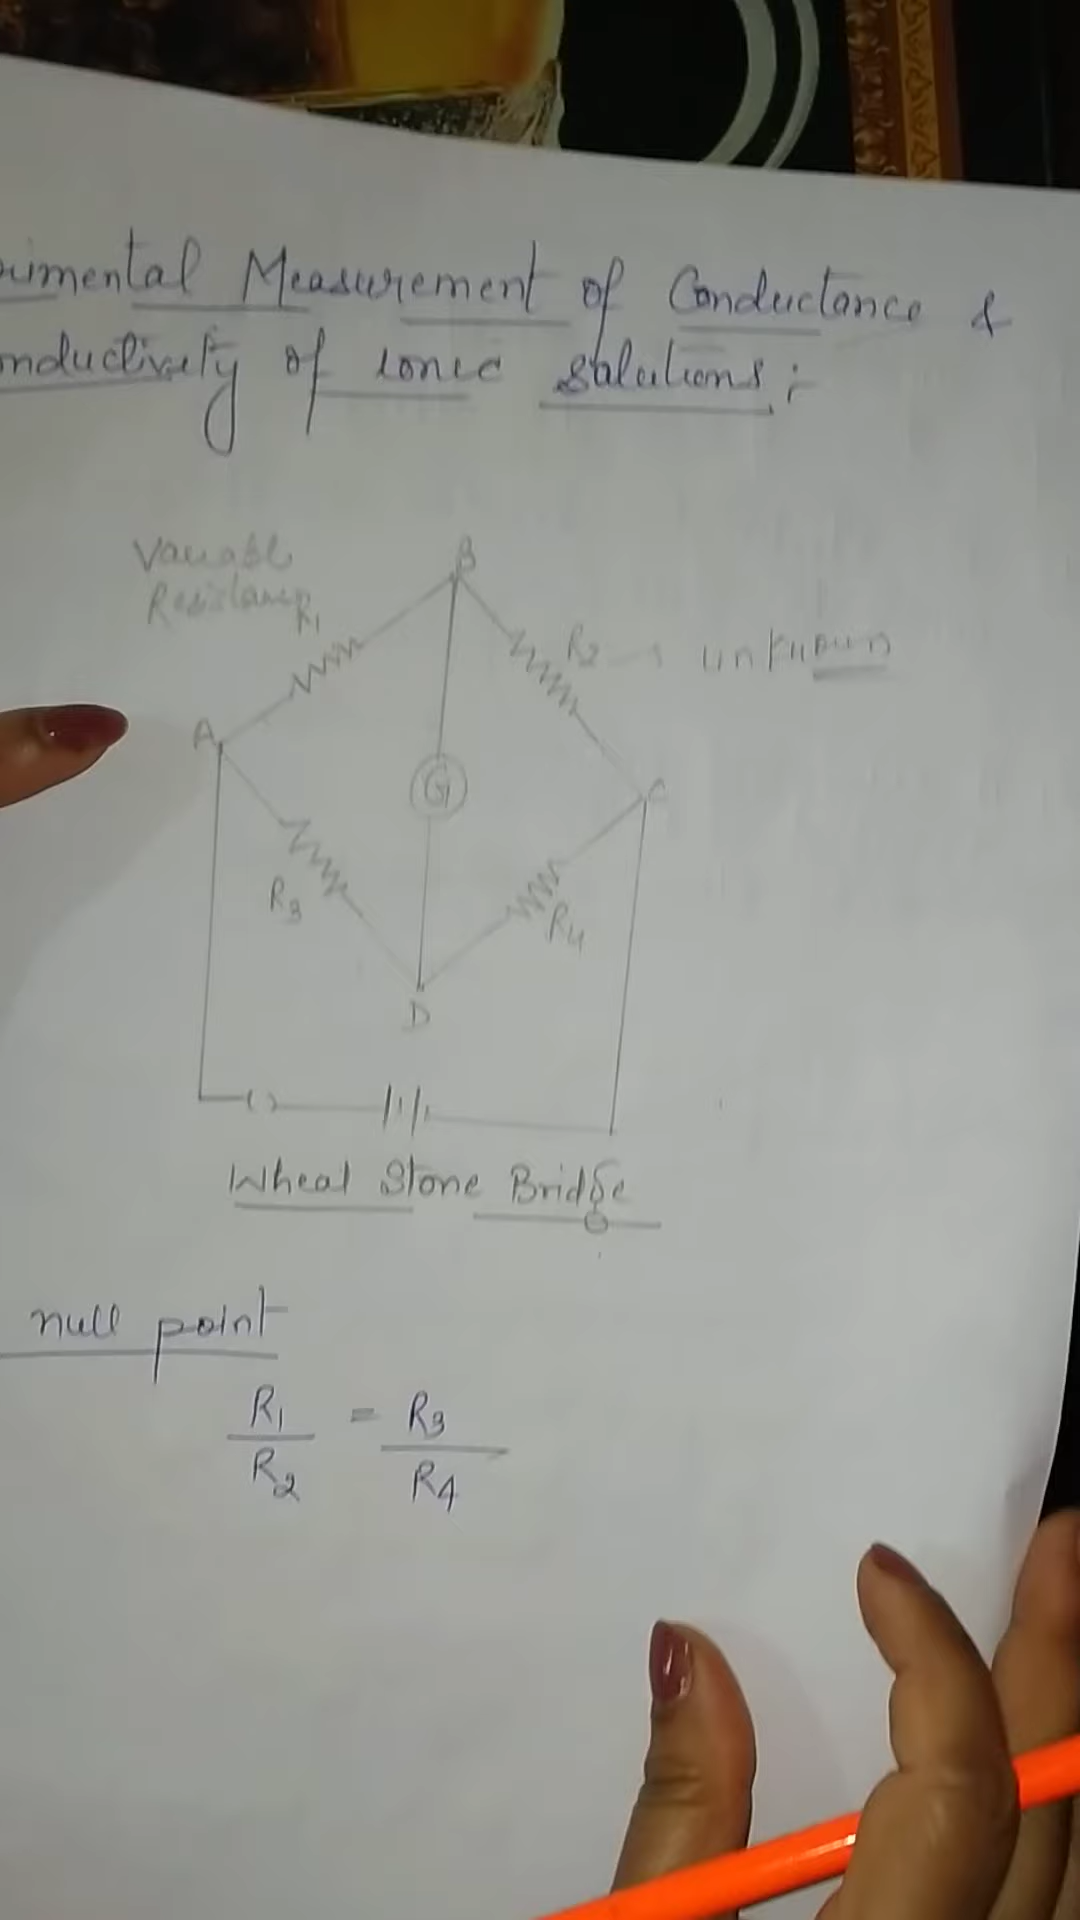 rimental Measurement of Conductance &
nductivity of ionic Solutions :-
Variable
Resistance
B
R1
R2 → unknown
A
G
C
R3
R4
D
Wheat Stone Bridge
null point
R1 = R3
R2 R4